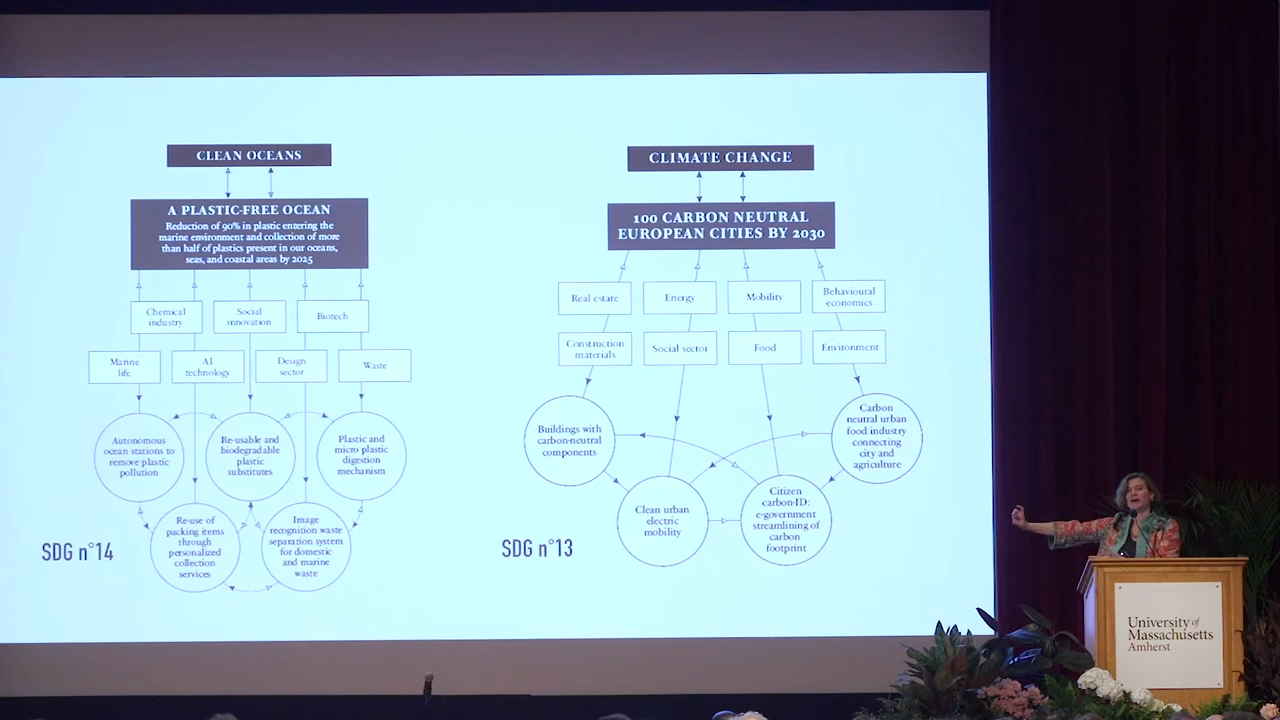 CLEAN OCEANS
A PLASTIC-FREE OCEAN
Reduction of 90% in plastic entering the
marine environment and collection of more
than half of plastics present in our oceans,
seas, and coastal areas by 2025
Chemical
industry
Social
innovation
Biotech
Marine
life
AI
technology
Design
sector
Waste
Autonomous
ocean stations to
remove plastic
pollution
Re-usable and
biodegradable
plastic
substitutes
Plastic and
micro plastic
digestion
mechanism
Re-use of
packing items
through
personalized
collection
services
Image
recognition waste
separation system
for domestic
and marine
waste
SDG n°14
CLIMATE CHANGE
100 CARBON NEUTRAL
EUROPEAN CITIES BY 2030
Real estate
Energy
Mobility
Behavioural
economics
Construction
materials
Social sector
Food
Environment
Buildings with
carbon-neutral
components
Carbon
neutral urban
food industry
connecting
city and
agriculture
Clean urban
electric
mobility
Citizen
carbon-ID:
e-government
streamlining of
carbon
footprint
SDG n°13
University of
Massachusetts
Amherst